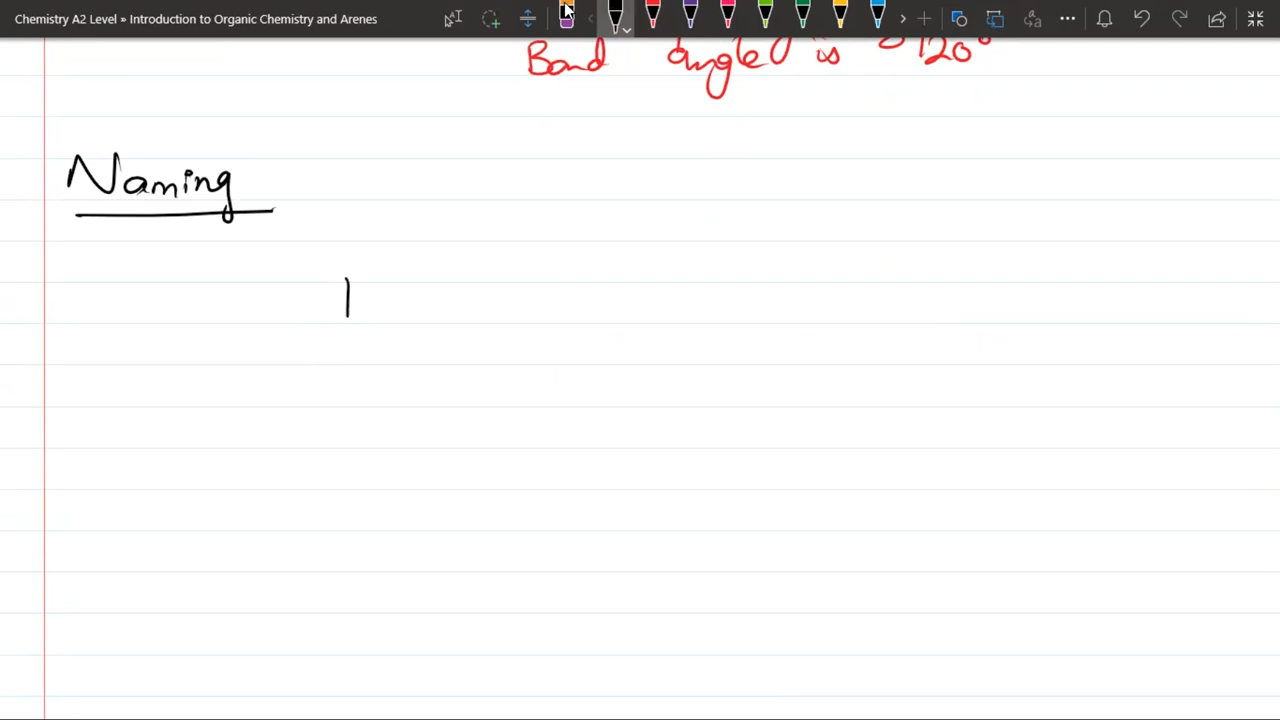 Chemistry A2 Level » Introduction to Organic Chemistry and Arenes
Bond angle is 120°
Naming